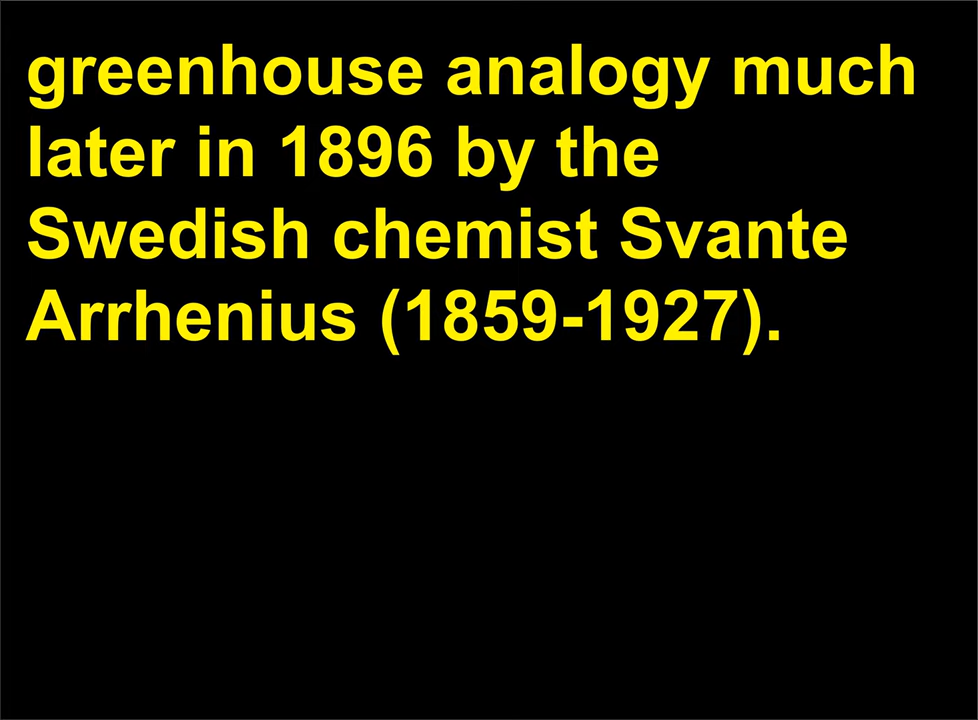 greenhouse analogy much
later in 1896 by the
Swedish chemist Svante
Arrhenius (1859-1927).